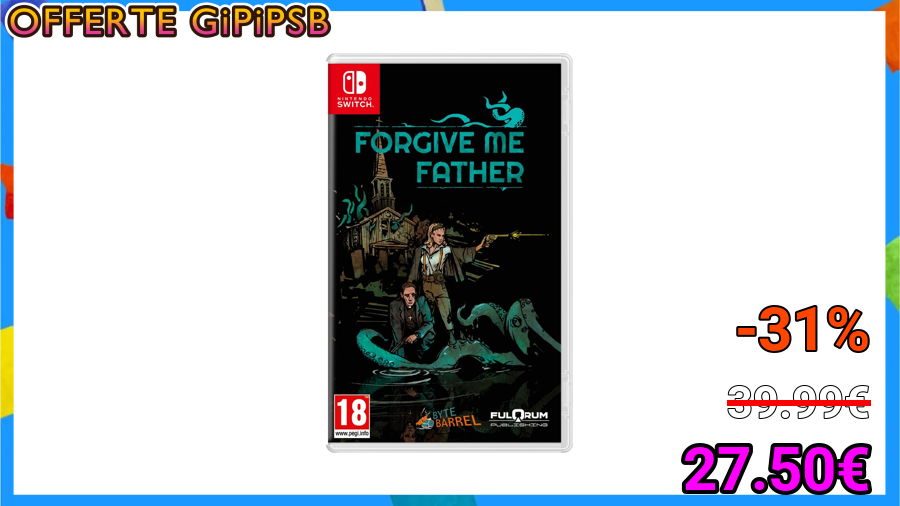 OFFERTE GiPiPSB
NINTENDO
SWITCH.
FORGIVE ME
FATHER
18
www.pegi.info
BYTE
BARREL
FULQRUM
PUBLISHING
-31%
39.99€
27.50€